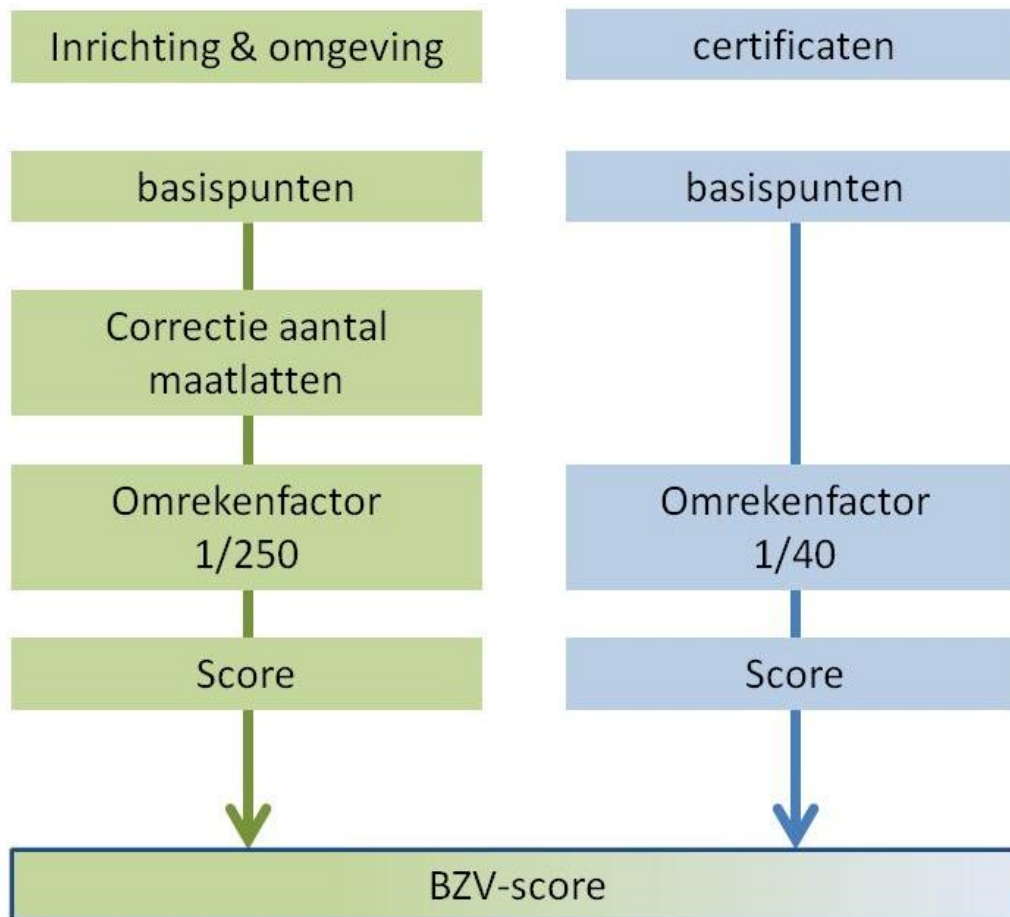 Inrichting & omgeving
basispunten
Correctie aantal
maatlatten
Omrekenfactor
1/250
Score
certificaten
basispunten
Omrekenfactor
1/40
Score
BZV-score